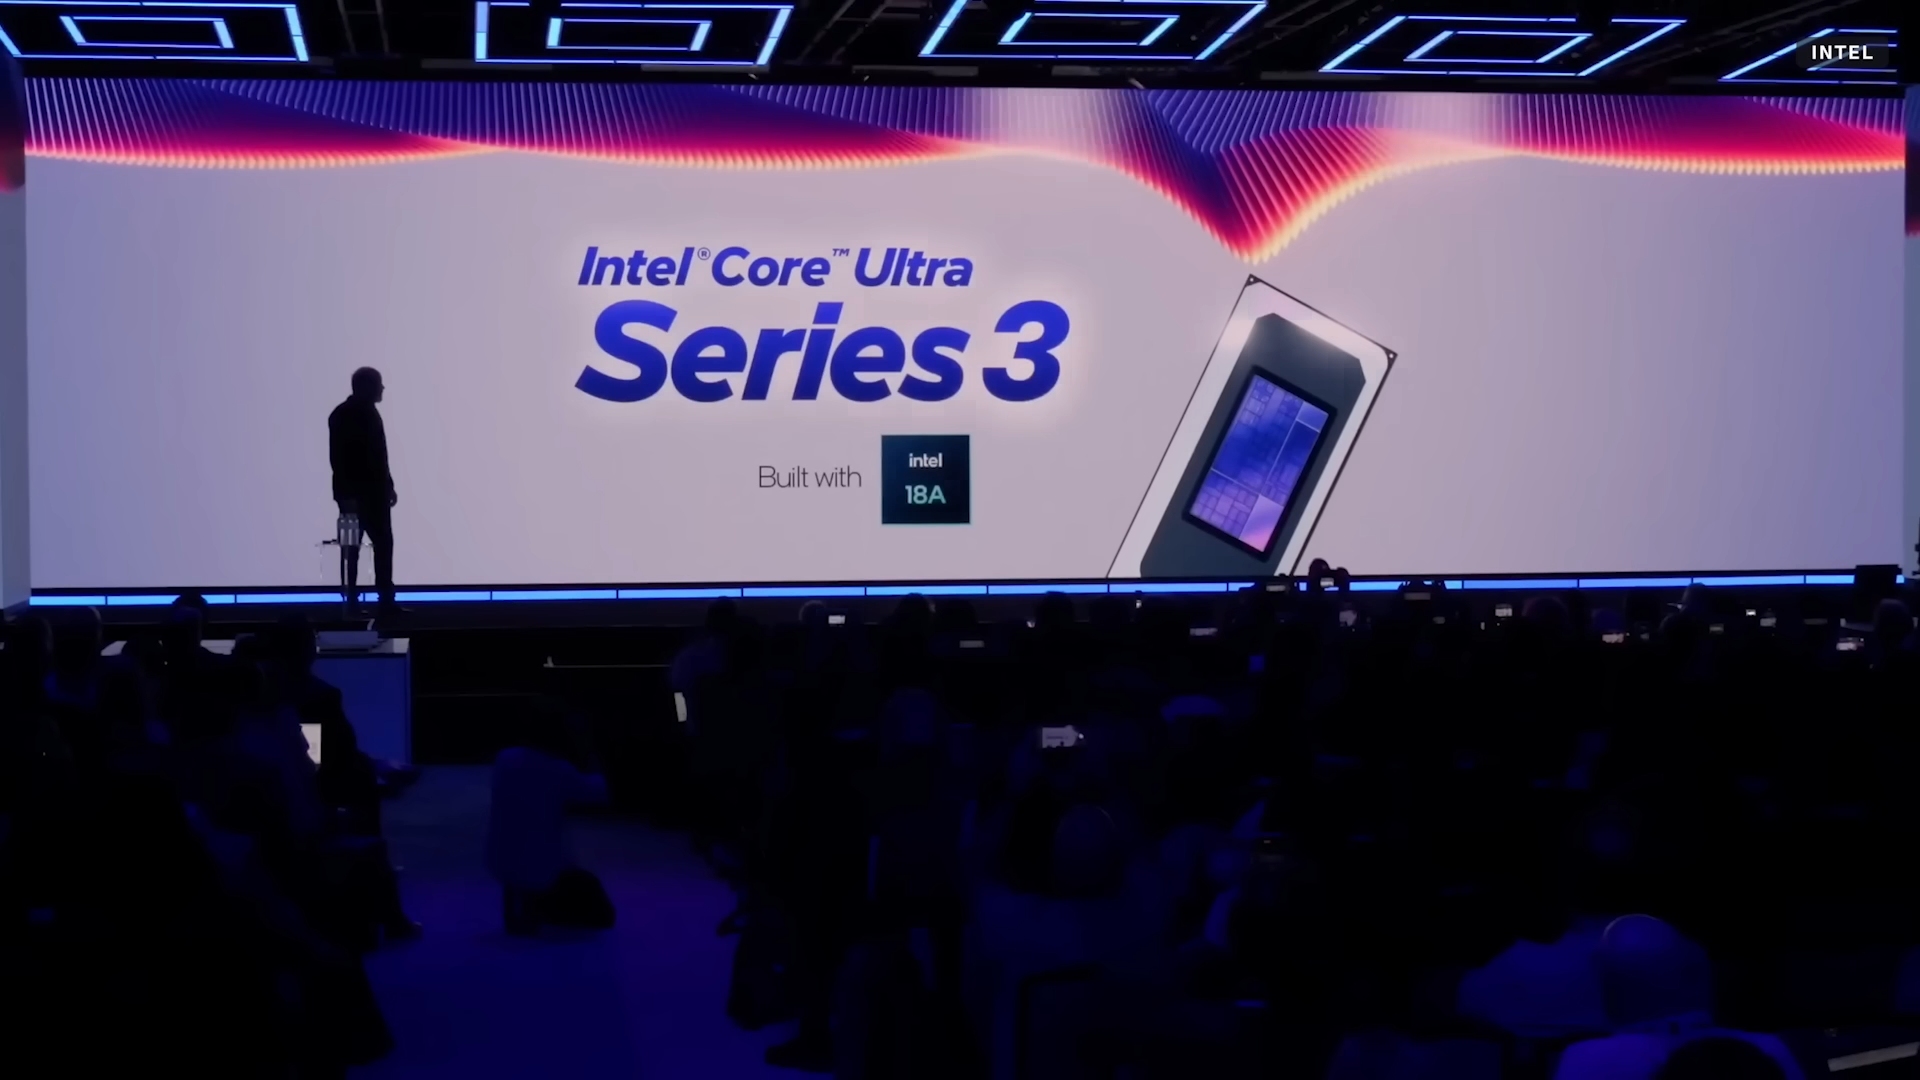 INTEL
Intel® Core™ Ultra
Series 3
Built with
intel
18A